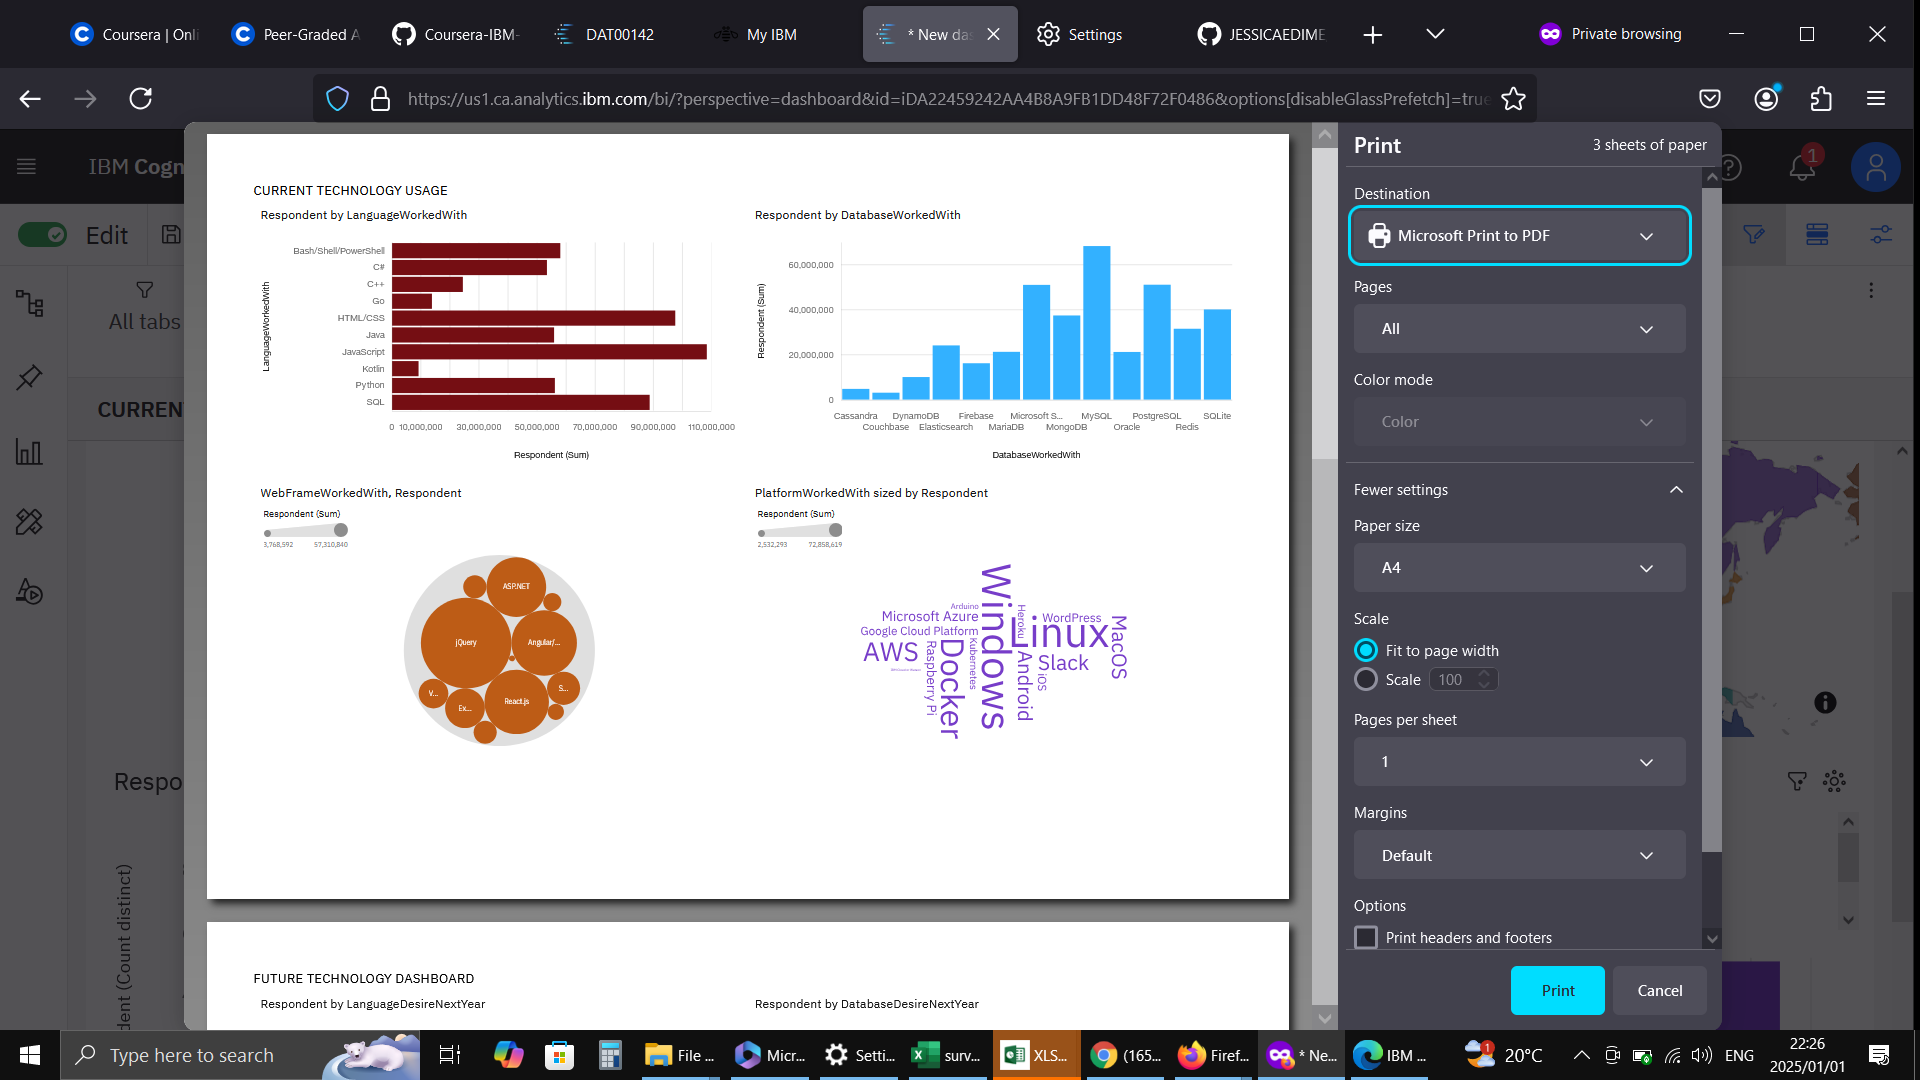 Coursera | Onli
Peer-Graded A
Coursera-IBM-
DAT00142
My IBM
* New das
Settings
JESSICAEDIME
Private browsing
https://us1.ca.analytics.ibm.com/bi/?perspective=dashboard&id=iDA22459242AA4B8A9FB1DD48F72F0486&options[disableGlassPrefetch]=true
IBM Cogn
1
Edit
All tabs
CURREN
Respo
dent (Count distinct)
CURRENT TECHNOLOGY USAGE
Respondent by LanguageWorkedWith
LanguageWorkedWith
Bash/Shell/PowerShell
C#
C++
Go
HTML/CSS
Java
JavaScript
Kotlin
Python
SQL
0 10,000,000 30,000,000 50,000,000 70,000,000 90,000,000 110,000,000
Respondent (Sum)
Respondent by DatabaseWorkedWith
Respondent (Sum)
60,000,000
40,000,000
20,000,000
0
Cassandra DynamoDB Firebase Microsoft S... MySQL PostgreSQL SQLite
Couchbase Elasticsearch MariaDB MongoDB Oracle Redis
DatabaseWorkedWith
WebFrameWorkedWith, Respondent
Respondent (Sum)
3,768,592 57,310,840
ASP.NET
jQuery
Angular/...
V...
Ex...
React.js
S...
PlatformWorkedWith sized by Respondent
Respondent (Sum)
2,532,293 72,858,619
Arduino
Microsoft Azure
Google Cloud Platform
AWS
Raspberry Pi
Docker
Kubernetes
Windows
Heroku
Linux
WordPress
MacOS
Android
Slack
iOS
FUTURE TECHNOLOGY DASHBOARD
Respondent by LanguageDesireNextYear
Respondent by DatabaseDesireNextYear
Print
3 sheets of paper
Destination
Microsoft Print to PDF
Pages
All
Color mode
Color
Fewer settings
Paper size
A4
Scale
Fit to page width
Scale 100
Pages per sheet
1
Margins
Default
Options
Print headers and footers
Print
Cancel
Type here to search
File ...
Micr...
Setti...
surv...
XLS...
(165...
Firef...
* Ne...
IBM ...
1
20°C
ENG
22:26
2025/01/01